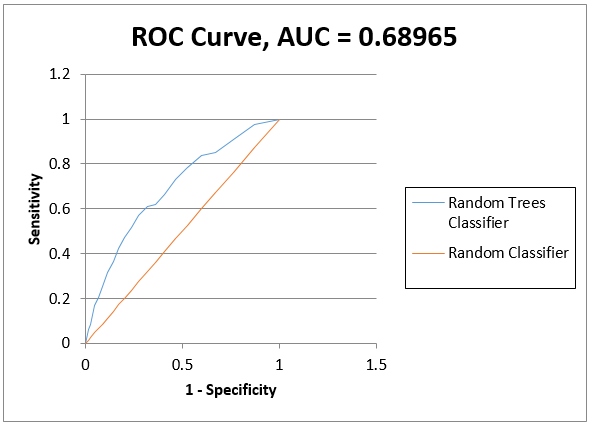 ROC Curve, AUC = 0.68965
1.2
1
0.8
0.6
0.4
0.2
0
Sensitivity
0
0.5
1
1.5
1 - Specificity
Random Trees
Classifier
Random Classifier